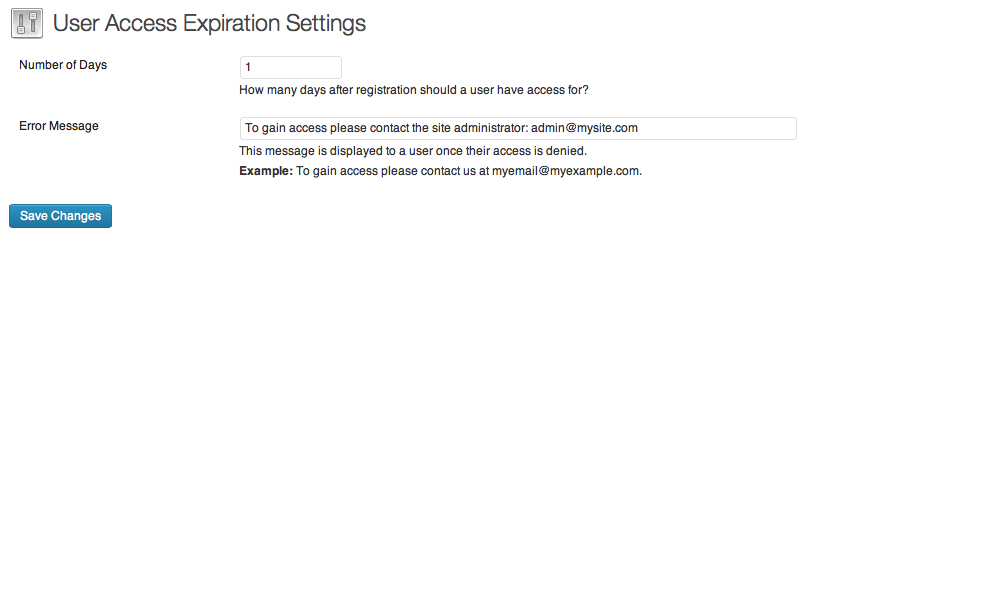 User Access Expiration Settings
Number of Days
1
How many days after registration should a user have access for?
Error Message
To gain access please contact the site administrator: admin@mysite.com
This message is displayed to a user once their access is denied.
Example: To gain access please contact us at myemail@myexample.com.
Save Changes